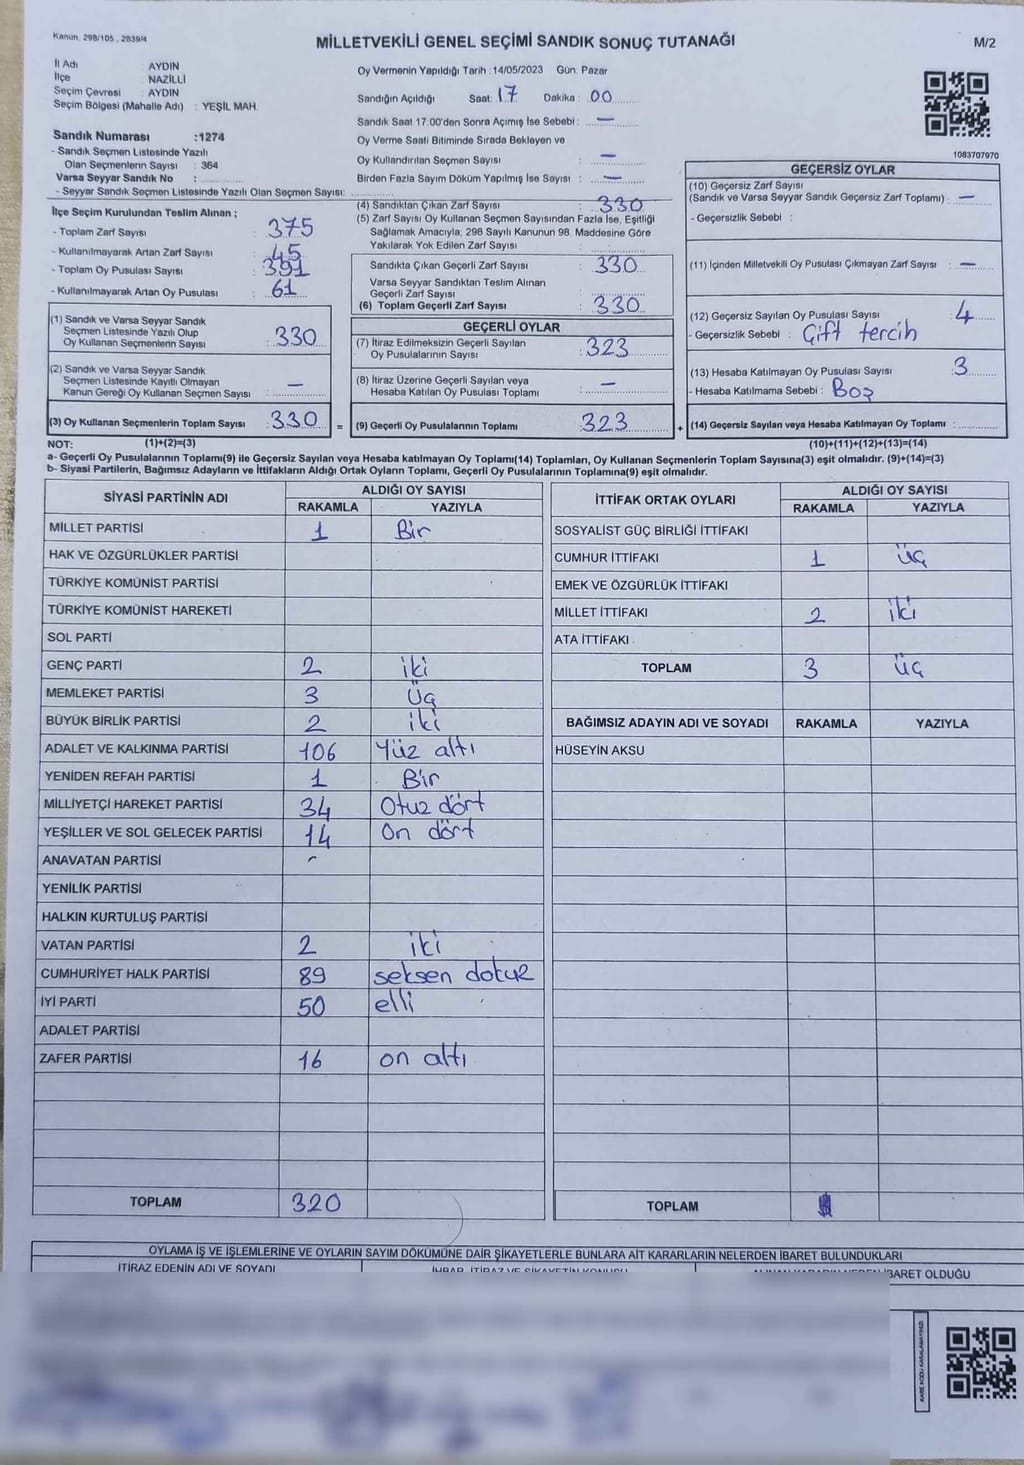 Kanun. 298/105 , 2839/4
MİLLETVEKİLİ GENEL SEÇİMİ SANDIK SONUÇ TUTANAĞI
M/2
İl Adı : AYDIN
İlçe : NAZİLLİ
Seçim Çevresi : AYDIN
Seçim Bölgesi (Mahalle Adı) : YEŞİL MAH.
Sandık Numarası :1274
- Sandık Seçmen Listesinde Yazılı
Olan Seçmenlerin Sayısı : 364
Varsa Seyyar Sandık No :
- Seyyar Sandık Seçmen Listesinde Yazılı Olan Seçmen Sayısı:
Oy Vermenin Yapıldığı Tarih :14/05/2023 Gün: Pazar
Sandığın Açıldığı Saat: 17 Dakika : 00
Sandık Saat 17.00'den Sonra Açımış İse Sebebi : —
Oy Verme Saati Bitiminde Sırada Bekleyen ve
Oy Kullandırılan Seçmen Sayısı : —
Birden Fazla Sayım Döküm Yapılmış İse Sayısı : —
1083707970
İlçe Seçim Kurulundan Teslim Alınan ;
- Toplam Zarf Sayısı : 375
- Kullanılmayarak Artan Zarf Sayısı : 45
- Toplam Oy Pusulası Sayısı : 391
- Kullanılmayarak Artan Oy Pusulası : 61
(1) Sandık ve Varsa Seyyar Sandık
Seçmen Listesinde Yazılı Olup
Oy Kullanan Seçmenlerin Sayısı : 330
(2) Sandık ve Varsa Seyyar Sandık
Seçmen Listesinde Kayıtlı Olmayan
Kanun Gereği Oy Kullanan Seçmen Sayısı : —
(3) Oy Kullanan Seçmenlerin Toplam Sayısı : 330 =
(4) Sandıktan Çıkan Zarf Sayısı : 330
(5) Zarf Sayısı Oy Kullanan Seçmen Sayısından Fazla İse, Eşitliği
Sağlamak Amacıyla; 298 Sayılı Kanunun 98. Maddesine Göre
Yakılarak Yok Edilen Zarf Sayısı :
Sandıkta Çıkan Geçerli Zarf Sayısı : 330
Varsa Seyyar Sandıktan Teslim Alınan
Geçerli Zarf Sayısı :
(6) Toplam Geçerli Zarf Sayısı : 330
GEÇERLİ OYLAR
(7) İtiraz Edilmeksizin Geçerli Sayılan
Oy Pusulalarının Sayısı : 323
(8) İtiraz Üzerine Geçerli Sayılan veya
Hesaba Katılan Oy Pusulası Toplamı : —
(9) Geçerli Oy Pusulalarının Toplamı : 323 +
GEÇERSİZ OYLAR
(10) Geçersiz Zarf Sayısı
(Sandık ve Varsa Seyyar Sandık Geçersiz Zarf Toplamı) : —
- Geçersizlik Sebebi :
(11) İçinden Milletvekili Oy Pusulası Çıkmayan Zarf Sayısı : —
(12) Geçersiz Sayılan Oy Pusulası Sayısı : 4
- Geçersizlik Sebebi : Çift tercih
(13) Hesaba Katılmayan Oy Pusulası Sayısı : 3
- Hesaba Katılmama Sebebi : Boş
(14) Geçersiz Sayılan veya Hesaba Katılmayan Oy Toplamı :
NOT: (1)+(2)=(3) (10)+(11)+(12)+(13)=(14)
a- Geçerli Oy Pusulalarının Toplamı(9) ile Geçersiz Sayılan veya Hesaba katılmayan Oy Toplamı(14) Toplamları, Oy Kullanan Seçmenlerin Toplam Sayısına(3) eşit olmalıdır. (9)+(14)=(3)
b- Siyasi Partilerin, Bağımsız Adayların ve İttifakların Aldığı Ortak Oyların Toplamı, Geçerli Oy Pusulalarının Toplamına(9) eşit olmalıdır.
SİYASİ PARTİNİN ADI ALDIĞI OY SAYISI
RAKAMLA YAZIYLA
MİLLET PARTİSİ 1 Bir
HAK VE ÖZGÜRLÜKLER PARTİSİ
TÜRKİYE KOMÜNİST PARTİSİ
TÜRKİYE KOMÜNİST HAREKETİ
SOL PARTİ
GENÇ PARTİ 2 iki
MEMLEKET PARTİSİ 3 Üç
BÜYÜK BİRLİK PARTİSİ 2 iki
ADALET VE KALKINMA PARTİSİ 106 Yüz altı
YENİDEN REFAH PARTİSİ 1 Bir
MİLLİYETÇİ HAREKET PARTİSİ 34 Otuz dört
YEŞİLLER VE SOL GELECEK PARTİSİ 14 On dört
ANAVATAN PARTİSİ
YENİLİK PARTİSİ
HALKIN KURTULUŞ PARTİSİ
VATAN PARTİSİ 2 iki
CUMHURİYET HALK PARTİSİ 89 seksen dokuz
İYİ PARTİ 50 elli
ADALET PARTİSİ
ZAFER PARTİSİ 16 on altı
TOPLAM 320
İTTİFAK ORTAK OYLARI ALDIĞI OY SAYISI
RAKAMLA YAZIYLA
SOSYALİST GÜÇ BİRLİĞİ İTTİFAKI
CUMHUR İTTİFAKI 1 üç
EMEK VE ÖZGÜRLÜK İTTİFAKI
MİLLET İTTİFAKI 2 iki
ATA İTTİFAKI
TOPLAM 3 üç
BAĞIMSIZ ADAYIN ADI VE SOYADI RAKAMLA YAZIYLA
HÜSEYİN AKSU
TOPLAM
OYLAMA İŞ VE İŞLEMLERİNE VE OYLARIN SAYIM DÖKÜMÜNE DAİR ŞİKAYETLERLE BUNLARA AİT KARARLARIN NELERDEN İBARET BULUNDUKLARI
İTİRAZ EDENİN ADI VE SOYADI İHBAR, İTİRAZ VE ŞİKAYETİN KONUSU ALINAN KARARIN NEDEN İBARET OLDUĞU
KARE KODU KARALAMAYINIZ!